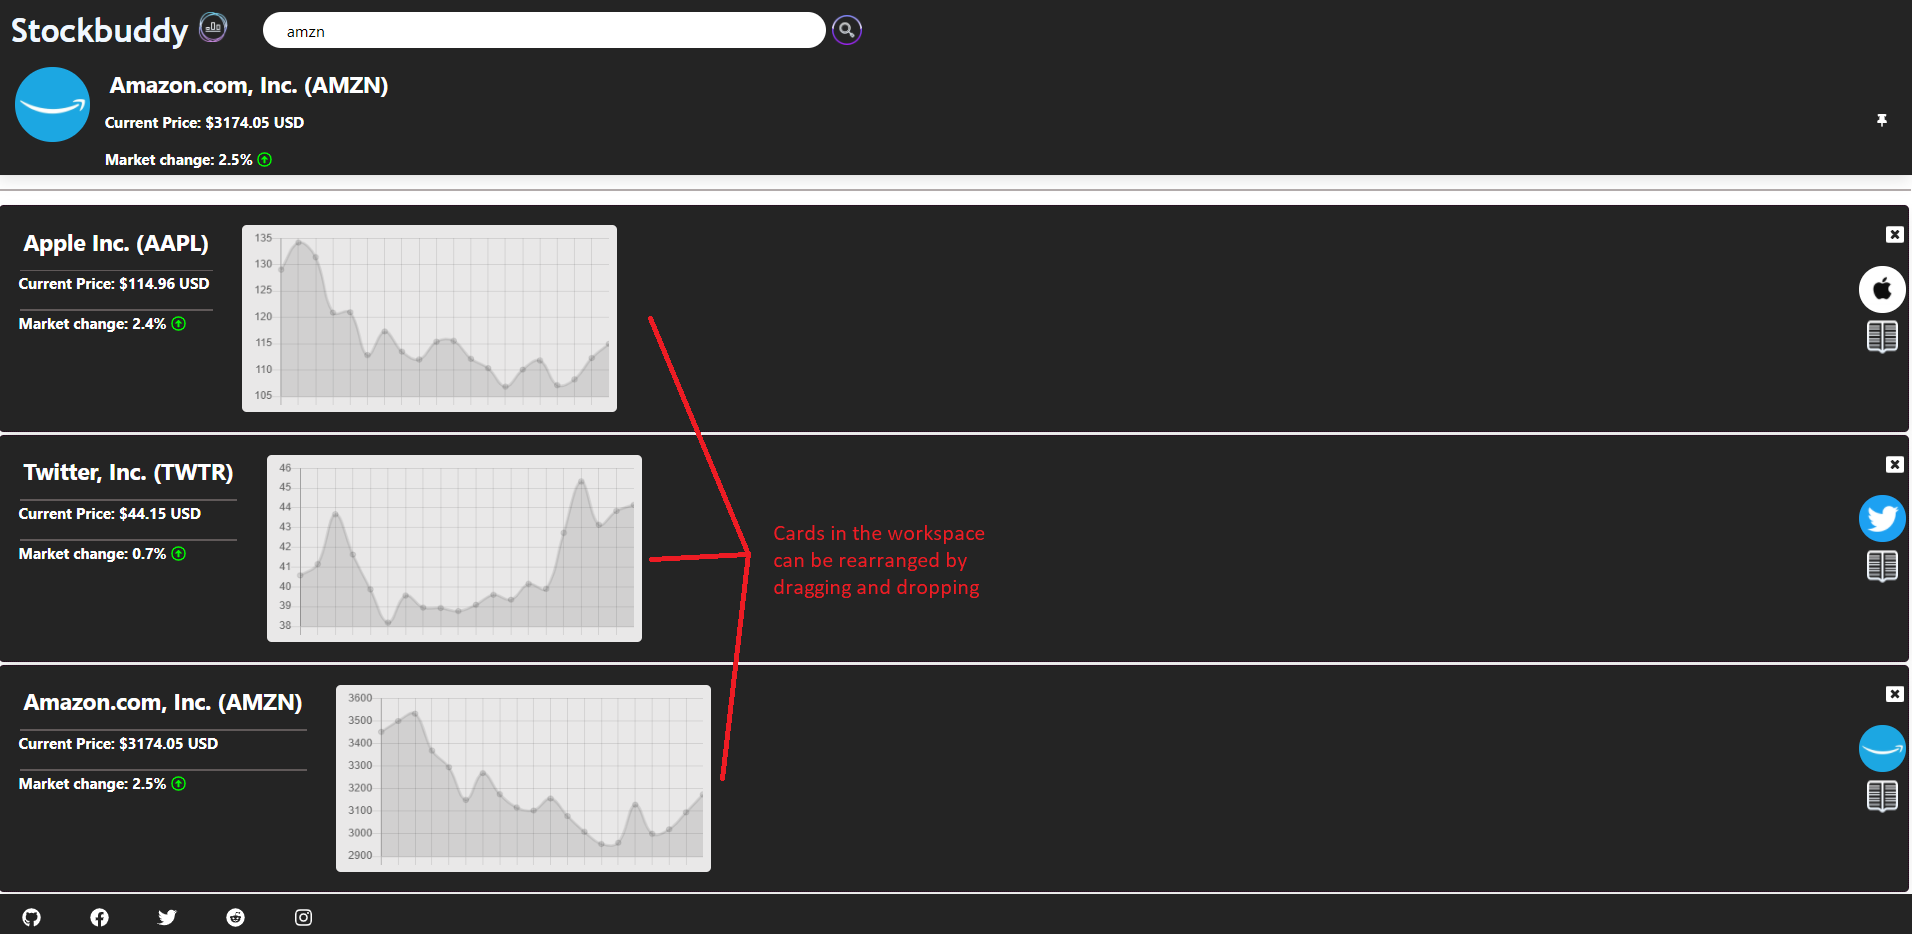 Stockbuddy
amzn
Amazon.com, Inc. (AMZN)
Current Price: $3174.05 USD
Market change: 2.5%
Apple Inc. (AAPL)
Current Price: $114.96 USD
Market change: 2.4%
135
130
125
120
115
110
105
Twitter, Inc. (TWTR)
Current Price: $44.15 USD
Market change: 0.7%
46
45
44
43
42
41
40
39
38
Cards in the workspace
can be rearranged by
dragging and dropping
Amazon.com, Inc. (AMZN)
Current Price: $3174.05 USD
Market change: 2.5%
3600
3500
3400
3300
3200
3100
3000
2900